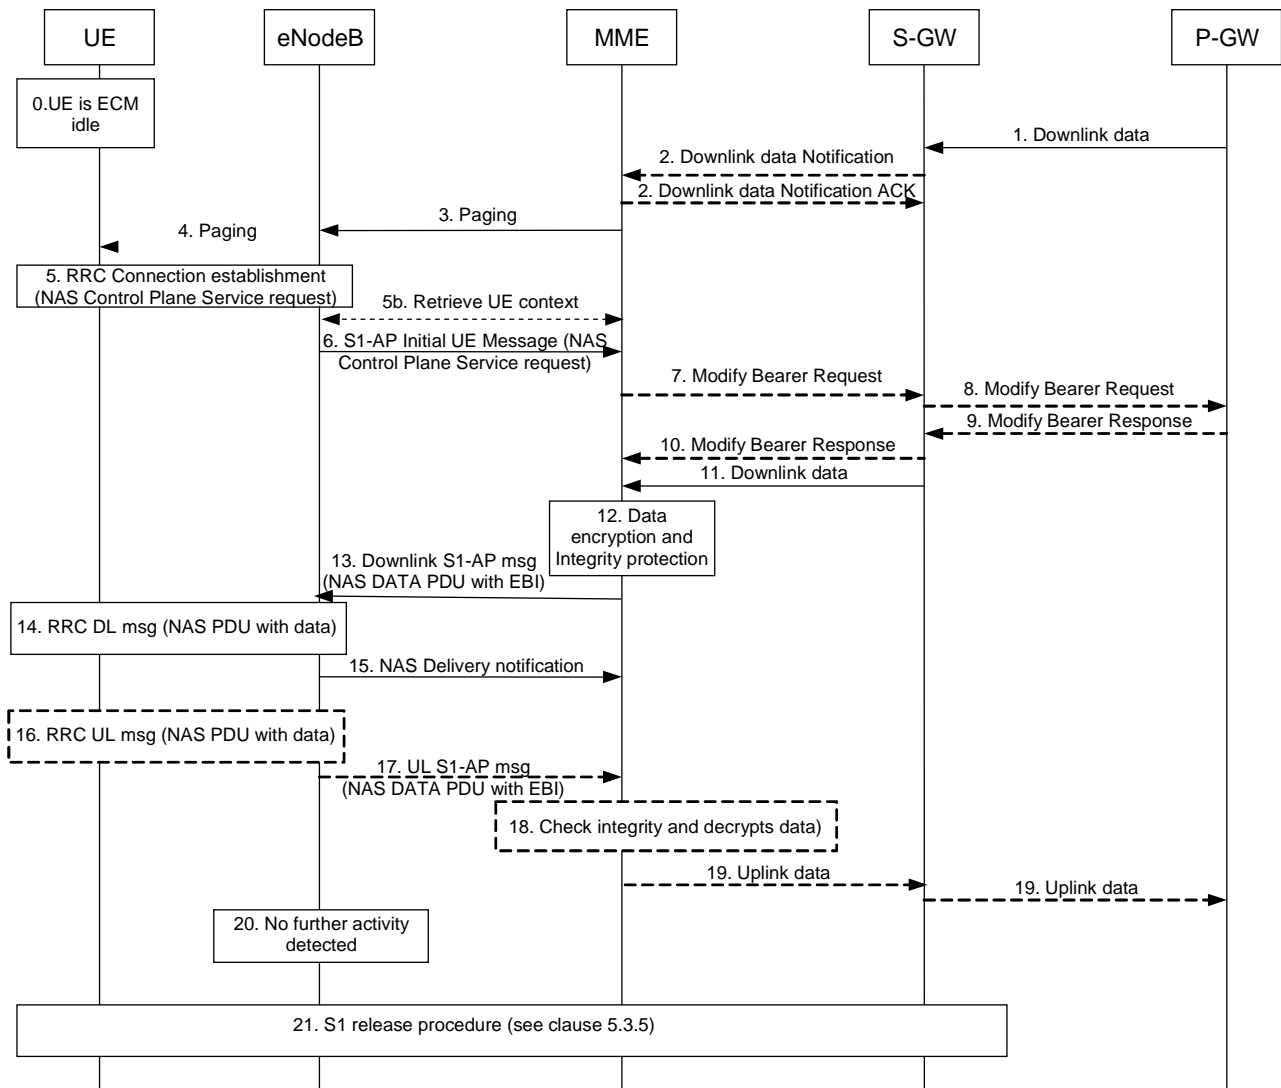 UE
eNodeB
MME
S-GW
P-GW
0.UE is ECM
idle
1. Downlink data
2. Downlink data Notification
2. Downlink data Notification ACK
3. Paging
4. Paging
5. RRC Connection establishment
(NAS Control Plane Service request)
5b. Retrieve UE context
6. S1-AP Initial UE Message (NAS
Control Plane Service request)
7. Modify Bearer Request
8. Modify Bearer Request
9. Modify Bearer Response
10. Modify Bearer Response
11. Downlink data
12. Data
encryption and
Integrity protection
13. Downlink S1-AP msg
(NAS DATA PDU with EBI)
14. RRC DL msg (NAS PDU with data)
15. NAS Delivery notification
16. RRC UL msg (NAS PDU with data)
17. UL S1-AP msg
(NAS DATA PDU with EBI)
18. Check integrity and decrypts data)
19. Uplink data
19. Uplink data
20. No further activity
detected
21. S1 release procedure (see clause 5.3.5)